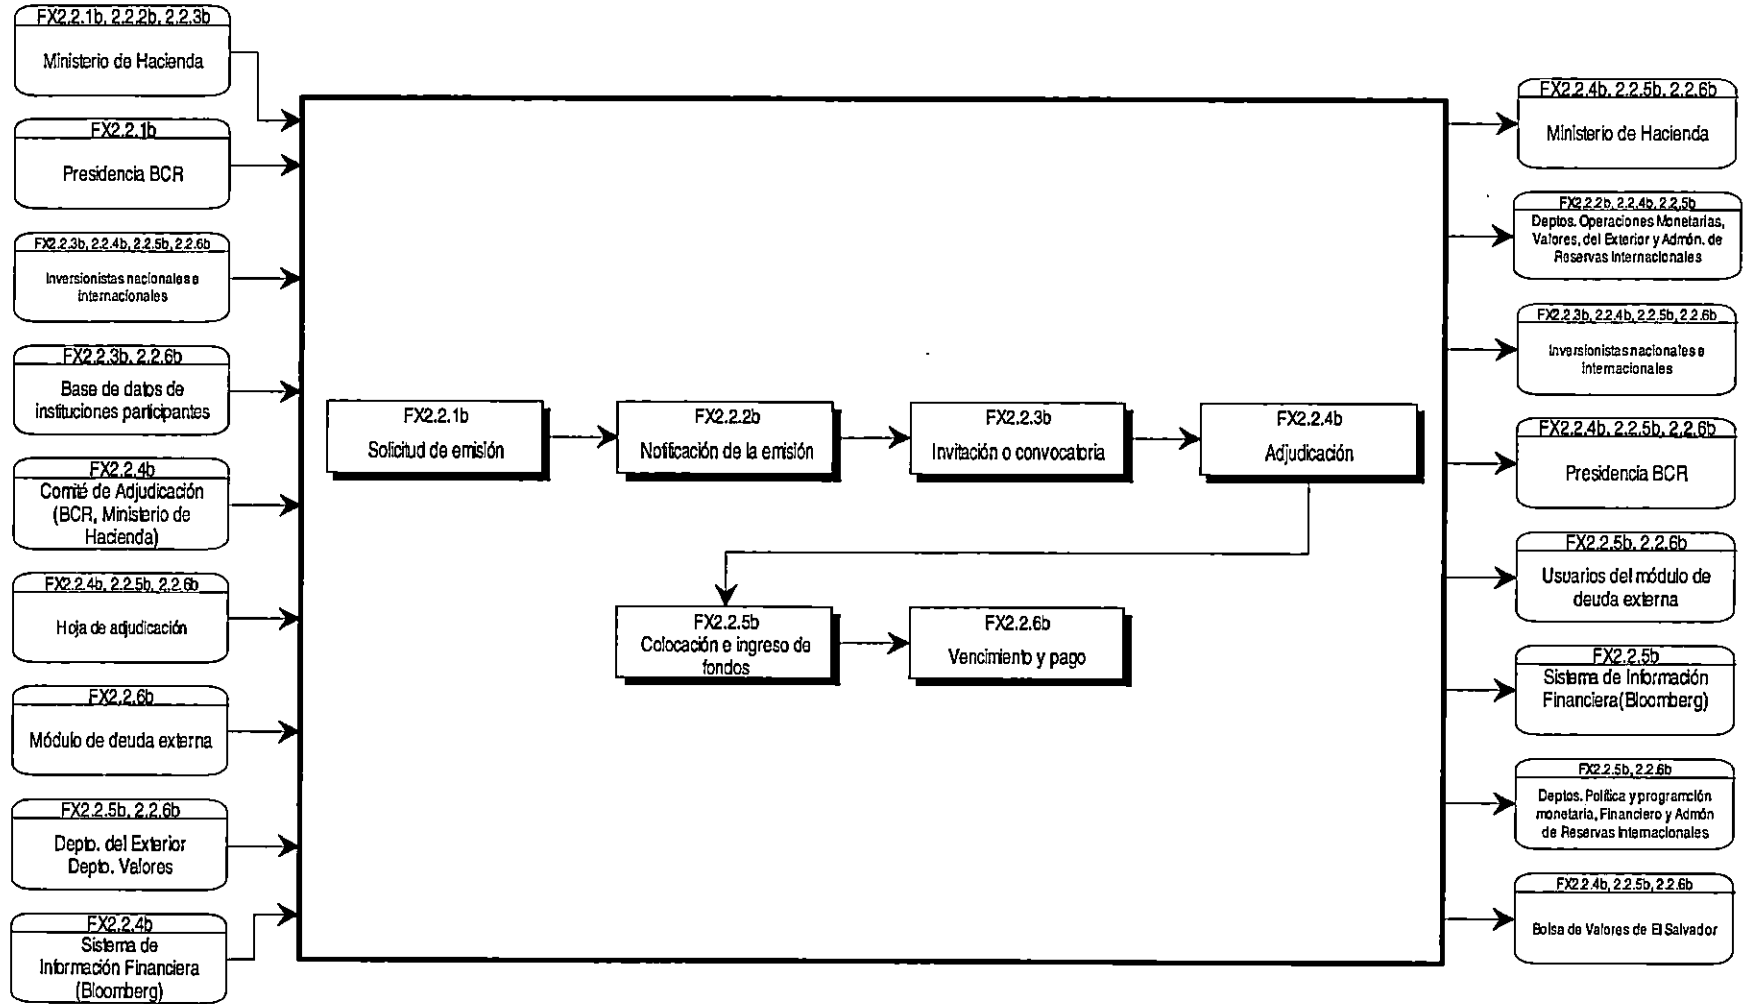 FX2.2.1b, 2.2.2b, 2.2.3b
Ministerio de Hacienda
FX2.2.1b
Presidencia BCR
FX2.2.3b, 2.2.4b, 2.2.5b, 2.2.6b
Inversionistas nacionales e
internacionales
FX2.2.3b, 2.2.6b
Base de datos de
instituciones participantes
FX2.2.4b
Comité de Adjudicación
(BCR, Ministerio de
Hacienda)
FX2.2.4b, 2.2.5b, 2.2.6b
Hoja de adjudicación
FX2.2.6b
Módulo de deuda externa
FX2.2.5b, 2.2.6b
Depto. del Exterior
Depto. Valores
FX2.2.4b
Sistema de
Información Financiera
(Bloomberg)
FX2.2.1b
Solicitud de emisión
FX2.2.2b
Notificación de la emisión
FX2.2.3b
Invitación o convocatoria
FX2.2.4b
Adjudicación
FX2.2.5b
Colocación e ingreso de
fondos
FX2.2.6b
Vencimiento y pago
FX2.2.4b, 2.2.5b, 2.2.6b
Ministerio de Hacienda
FX2.2.2b, 2.2.4b, 2.2.5b
Deptos. Operaciones Monetarias,
Valores, del Exterior y Admón. de
Reservas Internacionales
FX2.2.3b, 2.2.4b, 2.2.5b, 2.2.6b
Inversionistas nacionales e
internacionales
FX2.2.4b, 2.2.5b, 2.2.6b
Presidencia BCR
FX2.2.5b, 2.2.6b
Usuarios del módulo de
deuda externa
FX2.2.5b
Sistema de Información
Financiera(Bloomberg)
FX2.2.5b, 2.2.6b
Deptos. Política y programción
monetaria, Financiero y Admón
de Reservas Internacionales
FX2.2.4b, 2.2.5b, 2.2.6b
Bolsa de Valores de El Salvador